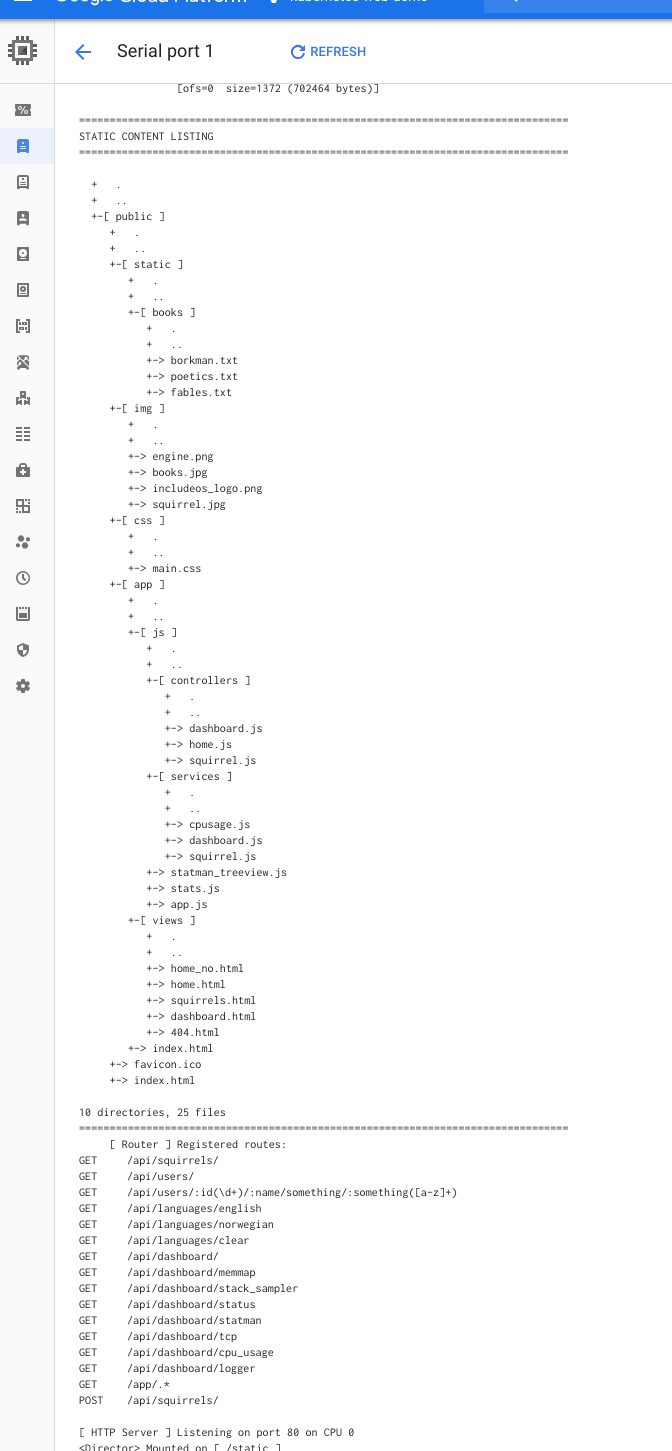 Serial port 1
REFRESH
[ofs=0  size=1372 (702464 bytes)]
================================================================================
STATIC CONTENT LISTING
================================================================================
  +   .
  +   ..
  +-[ public ]
     +   .
     +   ..
     +-[ static ]
        +   .
        +   ..
        +-[ books ]
           +   .
           +   ..
           +-> borkman.txt
           +-> poetics.txt
           +-> fables.txt
     +-[ img ]
        +   .
        +   ..
        +-> engine.png
        +-> books.jpg
        +-> includeos_logo.png
        +-> squirrel.jpg
     +-[ css ]
        +   .
        +   ..
        +-> main.css
     +-[ app ]
        +   .
        +   ..
        +-[ js ]
           +   .
           +   ..
           +-[ controllers ]
              +   .
              +   ..
              +-> dashboard.js
              +-> home.js
              +-> squirrel.js
           +-[ services ]
              +   .
              +   ..
              +-> cpusage.js
              +-> dashboard.js
              +-> squirrel.js
           +-> statman_treeview.js
           +-> stats.js
           +-> app.js
        +-[ views ]
           +   .
           +   ..
           +-> home_no.html
           +-> home.html
           +-> squirrels.html
           +-> dashboard.html
           +-> 404.html
        +-> index.html
     +-> favicon.ico
     +-> index.html
10 directories, 25 files
================================================================================
     [ Router ] Registered routes:
GET     /api/squirrels/
GET     /api/users/
GET     /api/users/:id(\d+)/:name/something/:something([a-z]+)
GET     /api/languages/english
GET     /api/languages/norwegian
GET     /api/languages/clear
GET     /api/dashboard/
GET     /api/dashboard/memmap
GET     /api/dashboard/stack_sampler
GET     /api/dashboard/status
GET     /api/dashboard/statman
GET     /api/dashboard/tcp
GET     /api/dashboard/cpu_usage
GET     /api/dashboard/logger
GET     /app/.*
POST    /api/squirrels/
[ HTTP Server ] Listening on port 80 on CPU 0
<Director> Mounted on [ /static ]